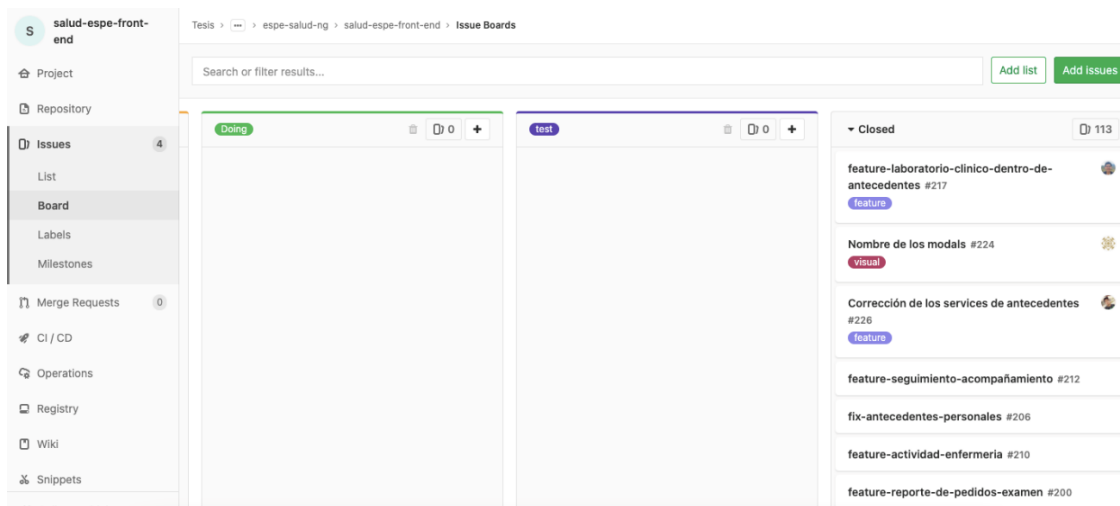 S
salud-espe-front-
end
Project
Repository
Issues 4
List
Board
Labels
Milestones
Merge Requests 0
CI / CD
Operations
Registry
Wiki
Snippets
Tesis > ... > espe-salud-ng > salud-espe-front-end > Issue Boards
Search or filter results...
Add list
Add issues
Doing
0
+
test
0
+
Closed
113
feature-laboratorio-clinico-dentro-de-
antecedentes #217
feature
Nombre de los modals #224
visual
Corrección de los services de antecedentes
#226
feature
feature-seguimiento-acompañamiento #212
fix-antecedentes-personales #206
feature-actividad-enfermeria #210
feature-reporte-de-pedidos-examen #200